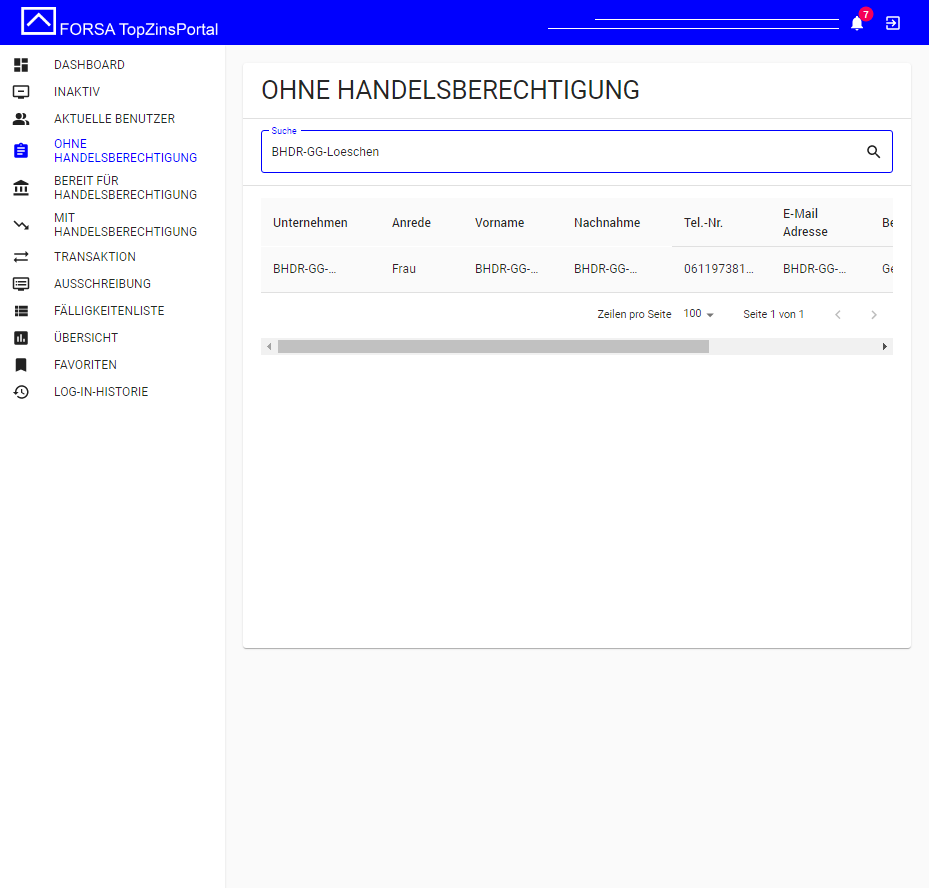 FORSA TopZinsPortal
7
DASHBOARD
INAKTIV
AKTUELLE BENUTZER
OHNE
HANDELSBERECHTIGUNG
BEREIT FÜR
HANDELSBERECHTIGUNG
MIT
HANDELSBERECHTIGUNG
TRANSAKTION
AUSSCHREIBUNG
FÄLLIGKEITENLISTE
ÜBERSICHT
FAVORITEN
LOG-IN-HISTORIE
OHNE HANDELSBERECHTIGUNG
Suche
BHDR-GG-Loeschen
Unternehmen Anrede Vorname Nachnahme Tel.-Nr. E-Mail Adresse Be
BHDR-GG-... Frau BHDR-GG-... BHDR-GG-... 061197381... BHDR-GG-... Ge
Zeilen pro Seite 100 Seite 1 von 1